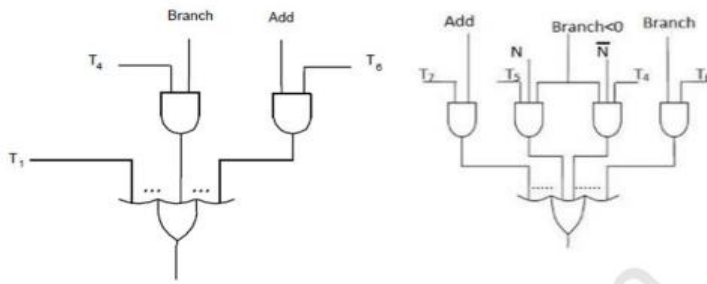 Branch Add
T4
T6
T1
... ...
Add Branch<0 Branch
N N̅
T7 T5 T4